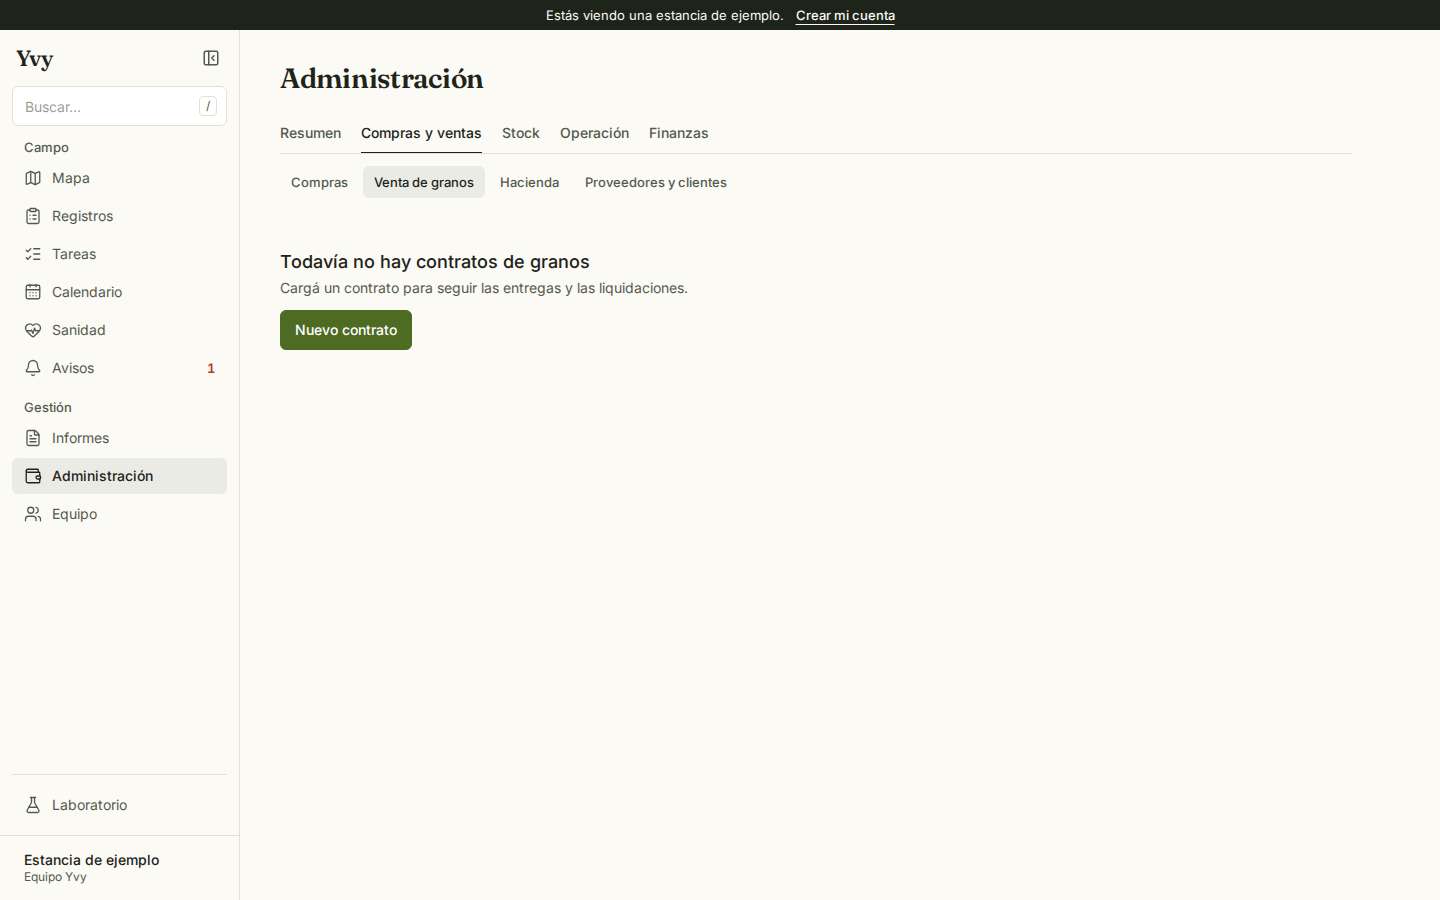 Estás viendo una estancia de ejemplo. Crear mi cuenta
Yvy
Buscar... /
Campo
Mapa
Registros
Tareas
Calendario
Sanidad
Avisos 1
Gestión
Informes
Administración
Equipo
Laboratorio
Estancia de ejemplo
Equipo Yvy
Administración
Resumen Compras y ventas Stock Operación Finanzas
Compras Venta de granos Hacienda Proveedores y clientes
Todavía no hay contratos de granos
Cargá un contrato para seguir las entregas y las liquidaciones.
Nuevo contrato